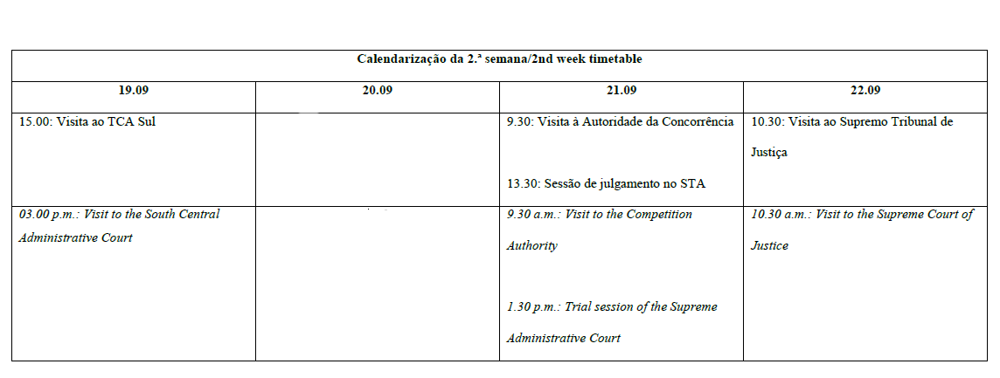 Calendarização da 2.ª semana/2nd week timetable
19.09
20.09
21.09
22.09
15.00: Visita ao TCA Sul
9.30: Visita à Autoridade da Concorrência
13.30: Sessão de julgamento no STA
10.30: Visita ao Supremo Tribunal de
Justiça
03.00 p.m.: Visit to the South Central
Administrative Court
9.30 a.m.: Visit to the Competition
Authority
1.30 p.m.: Trial session of the Supreme
Administrative Court
10.30 a.m.: Visit to the Supreme Court of
Justice